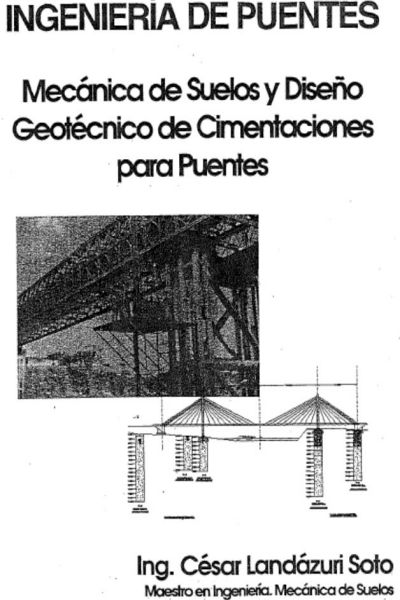 INGENIERÍA DE PUENTES
Mecánica de Suelos y Diseño
Geotécnico de Cimentaciones
para Puentes
Ing. César Landázuri Soto
Maestro en Ingeniería. Mecánica de Suelos